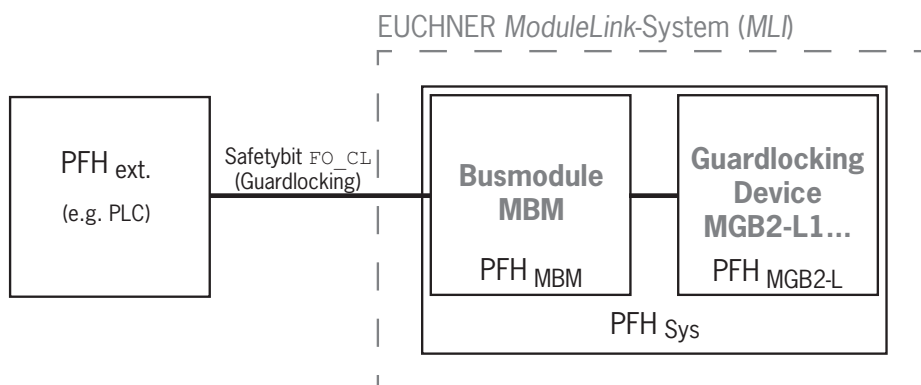 EUCHNER ModuleLink-System (MLI)
PFH ext.
(e.g. PLC)
Safetybit FO_CL
(Guardlocking)
Busmodule
MBM
PFH MBM
Guardlocking
Device
MGB2-L1...
PFH MGB2-L
PFH Sys